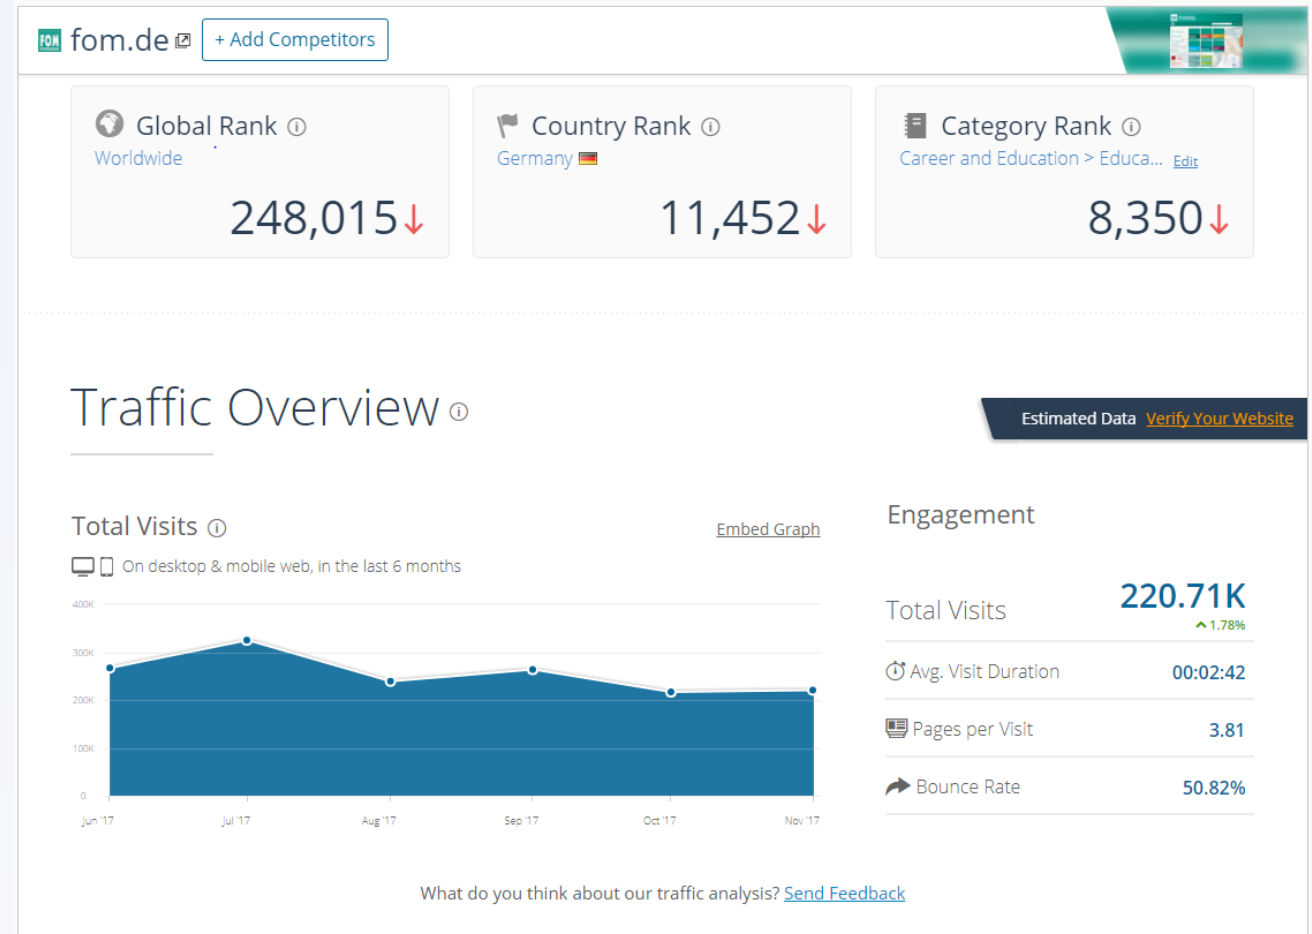 FOM fom.de + Add Competitors
Global Rank
Worldwide
248,015
Country Rank
Germany
11,452
Category Rank
Career and Education > Educa... Edit
8,350
Traffic Overview
Estimated Data Verify Your Website
Total Visits
Embed Graph
On desktop & mobile web, in the last 6 months
400K
300K
200K
100K
0
Jun '17 Jul '17 Aug '17 Sep '17 Oct '17 Nov '17
Engagement
Total Visits 220.71K
1.78%
Avg. Visit Duration 00:02:42
Pages per Visit 3.81
Bounce Rate 50.82%
What do you think about our traffic analysis? Send Feedback